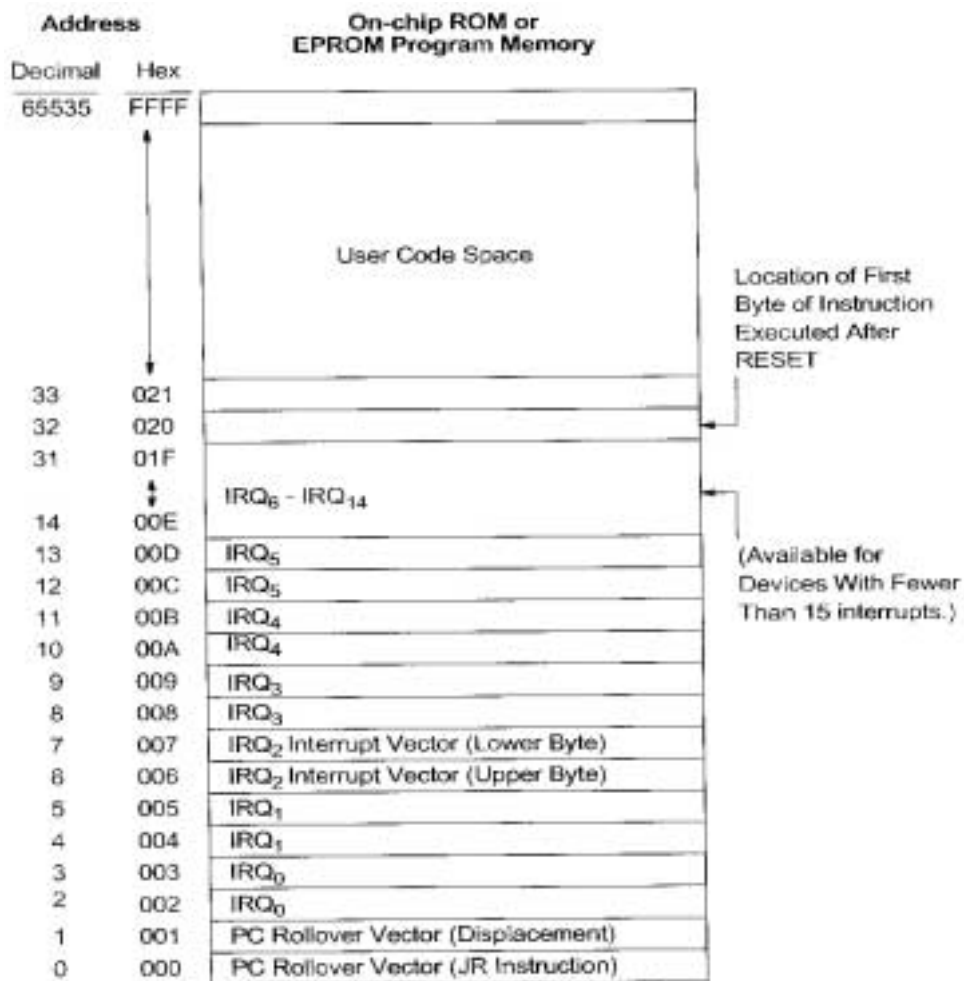 Address
On-chip ROM or
EPROM Program Memory
Decimal Hex
65535 FFFF
User Code Space
Location of First
Byte of Instruction
Executed After
RESET
33 021
32 020
31 01F
IRQ6 - IRQ14
14 00E
(Available for
Devices With Fewer
Than 15 interrupts.)
13 00D IRQ5
12 00C IRQ5
11 00B IRQ4
10 00A IRQ4
9 009 IRQ3
8 008 IRQ3
7 007 IRQ2 Interrupt Vector (Lower Byte)
6 006 IRQ2 Interrupt Vector (Upper Byte)
5 005 IRQ1
4 004 IRQ1
3 003 IRQ0
2 002 IRQ0
1 001 PC Rollover Vector (Displacement)
0 000 PC Rollover Vector (JR Instruction)